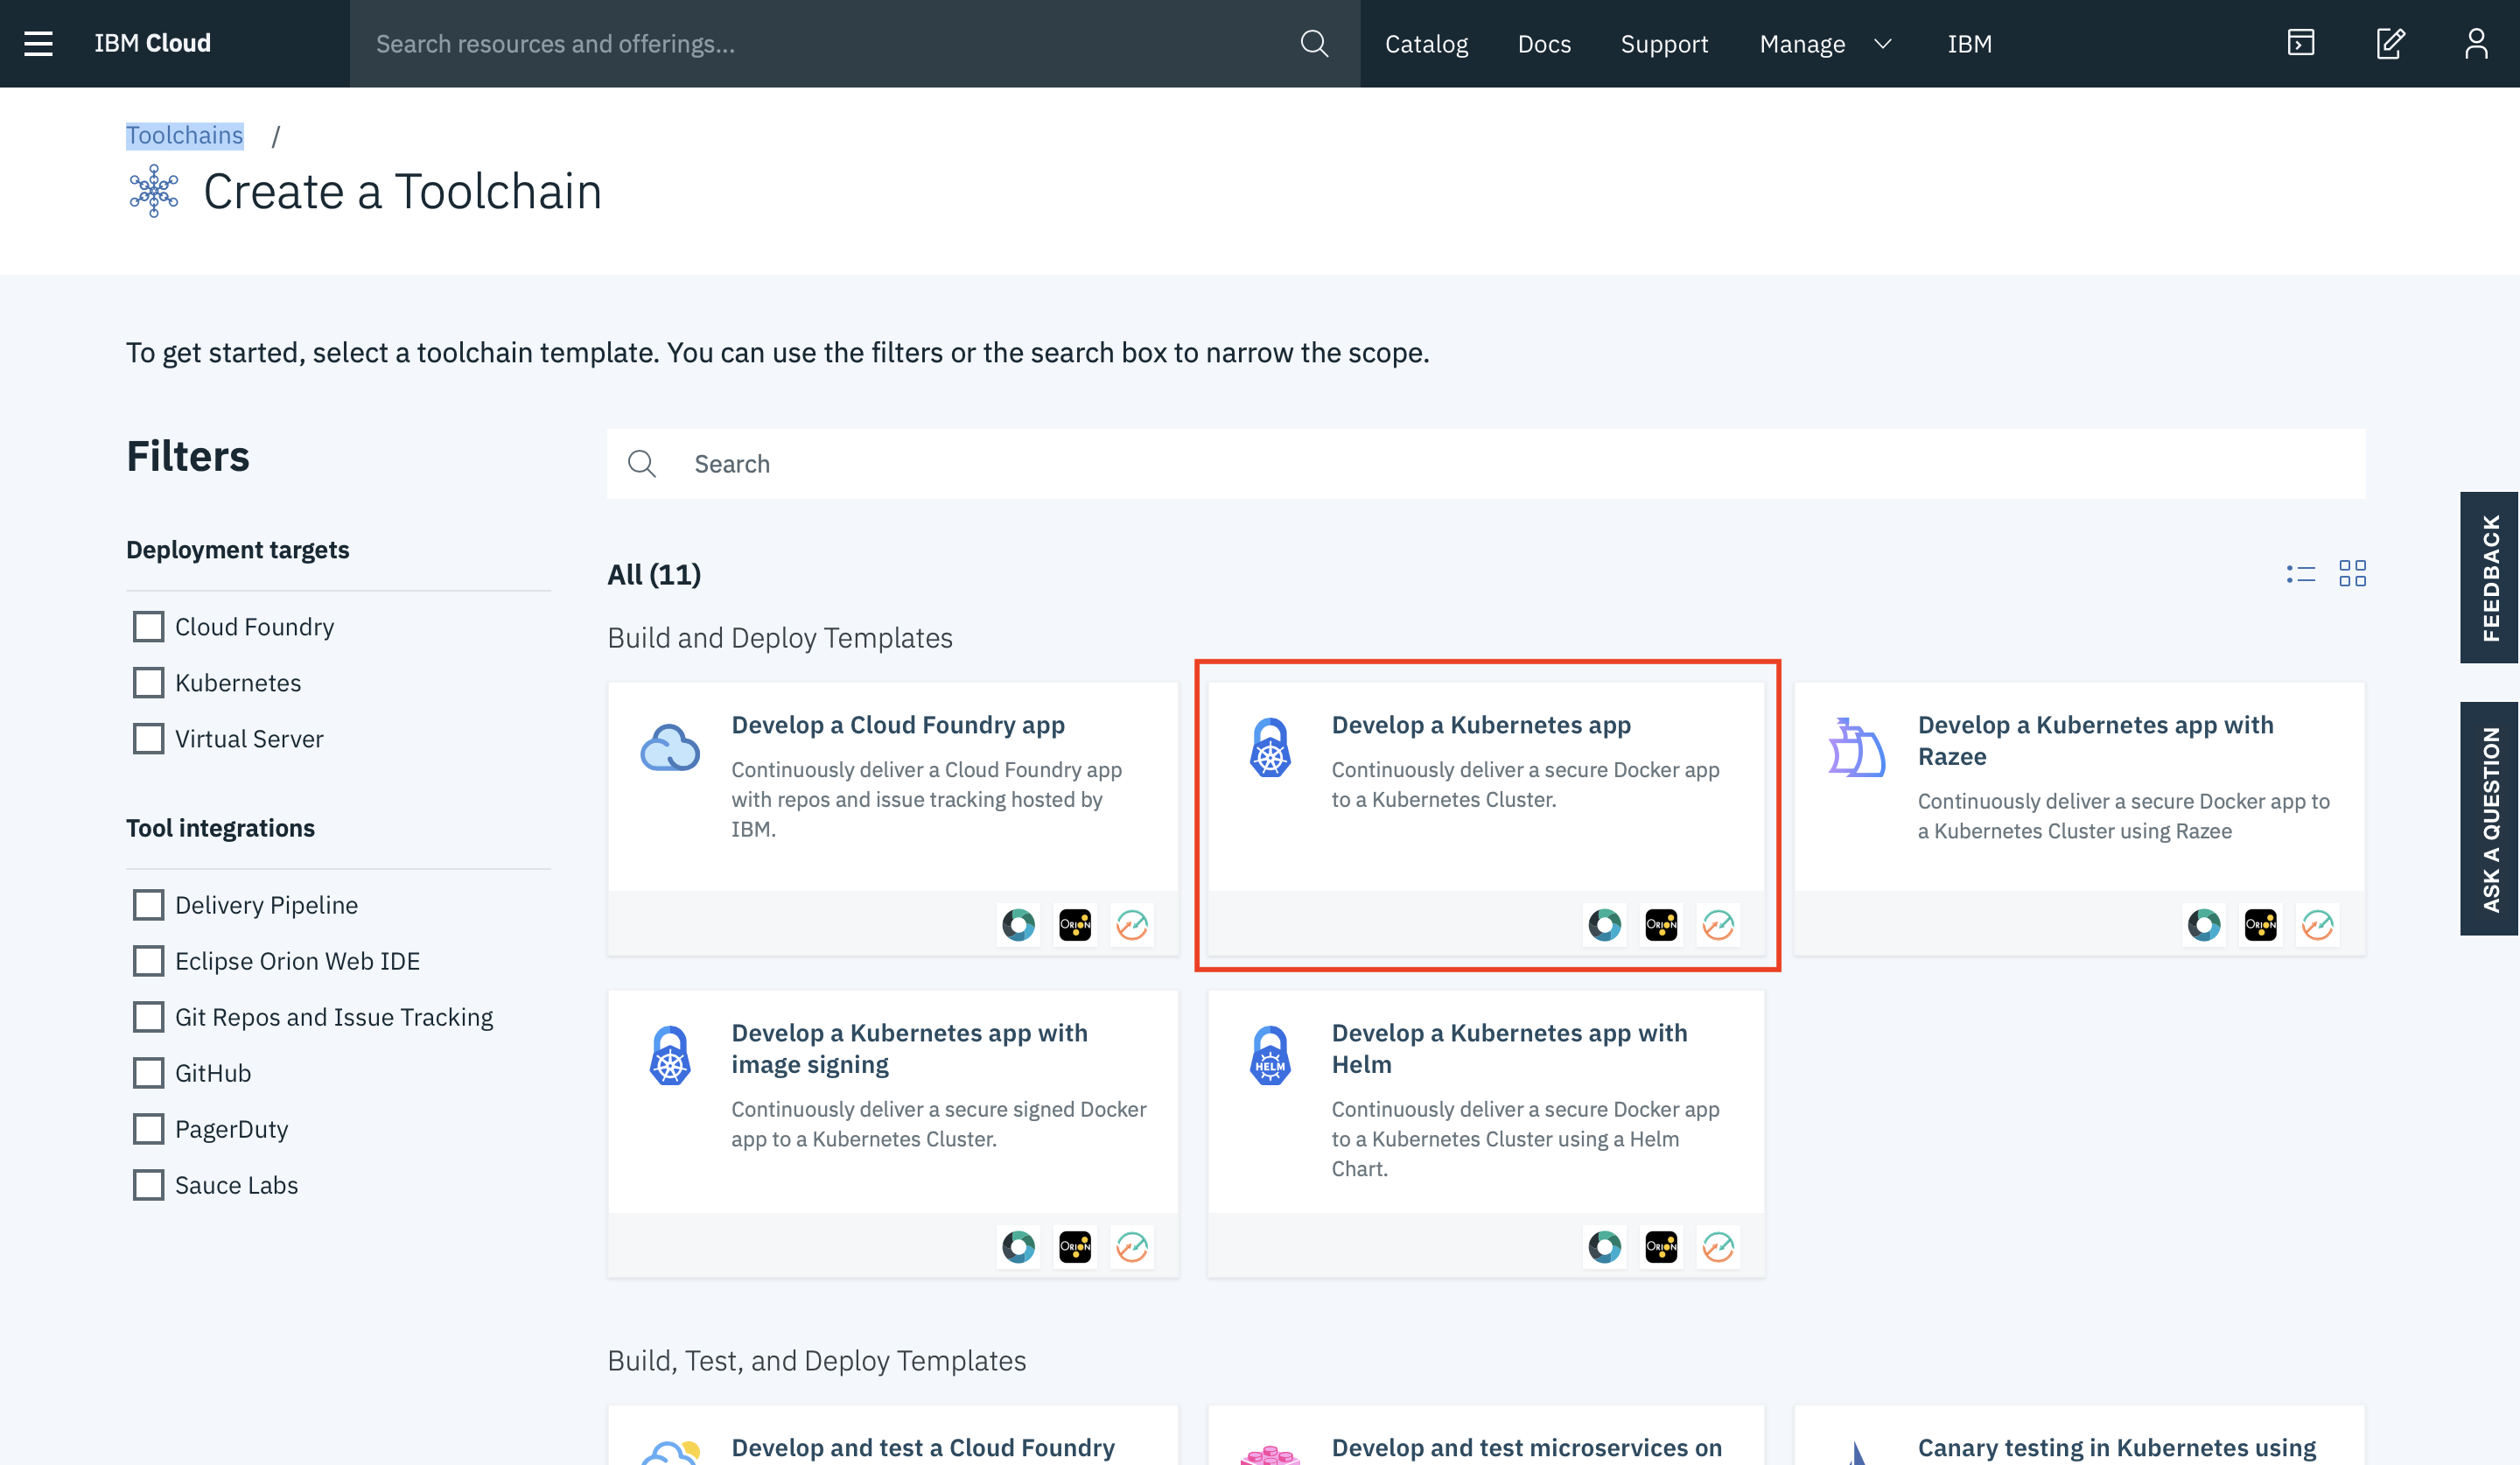 IBM Cloud
Search resources and offerings...
Catalog
Docs
Support
Manage
IBM
Toolchains /
Create a Toolchain
To get started, select a toolchain template. You can use the filters or the search box to narrow the scope.
Filters
Deployment targets
Cloud Foundry
Kubernetes
Virtual Server
Tool integrations
Delivery Pipeline
Eclipse Orion Web IDE
Git Repos and Issue Tracking
GitHub
PagerDuty
Sauce Labs
Search
All (11)
Build and Deploy Templates
Develop a Cloud Foundry app
Continuously deliver a Cloud Foundry app
with repos and issue tracking hosted by
IBM.
ORION
Develop a Kubernetes app
Continuously deliver a secure Docker app
to a Kubernetes Cluster.
ORION
Develop a Kubernetes app with
Razee
Continuously deliver a secure Docker app to
a Kubernetes Cluster using Razee
ORION
Develop a Kubernetes app with
image signing
Continuously deliver a secure signed Docker
app to a Kubernetes Cluster.
ORION
HELM
Develop a Kubernetes app with
Helm
Continuously deliver a secure Docker app
to a Kubernetes Cluster using a Helm
Chart.
ORION
Build, Test, and Deploy Templates
Develop and test a Cloud Foundry
Develop and test microservices on
Canary testing in Kubernetes using
FEEDBACK
ASK A QUESTION